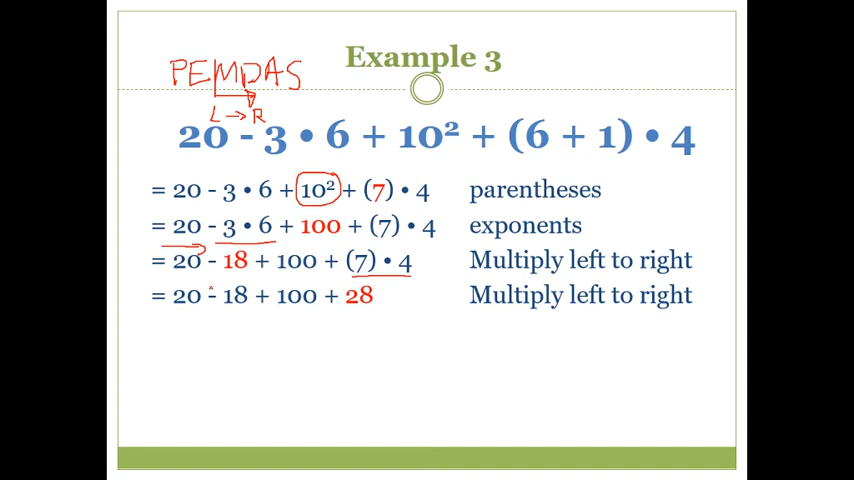 PEMDAS
Example 3
L → R
20 - 3 • 6 + 10² + (6 + 1) • 4
= 20 - 3 • 6 + 10² + (7) • 4 parentheses
= 20 - 3 • 6 + 100 + (7) • 4 exponents
= 20 - 18 + 100 + (7) • 4 Multiply left to right
= 20 - 18 + 100 + 28 Multiply left to right